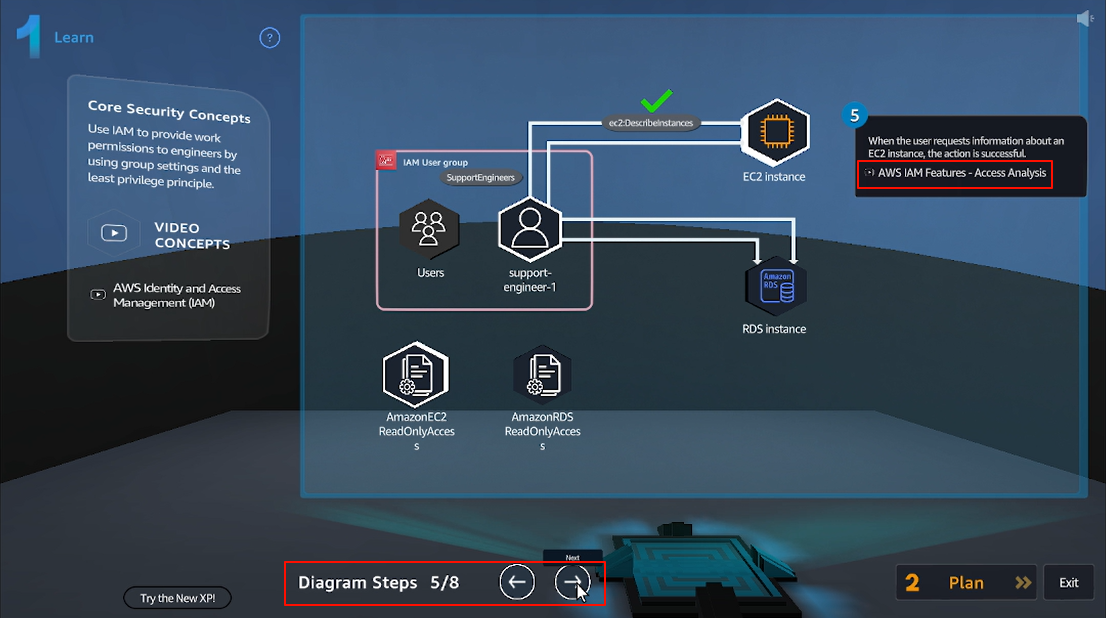 1
Learn
?
Core Security Concepts
Use IAM to provide work
permissions to engineers by
using group settings and the
least privilege principle.
VIDEO
CONCEPTS
AWS Identity and Access
Management (IAM)
ec2:DescribeInstances
EC2 instance
IAM User group
SupportEngineers
Users
support-
engineer-1
Amazon
RDS
RDS instance
AmazonEC2
ReadOnlyAcces
s
AmazonRDS
ReadOnlyAcces
s
5
When the user requests information about an
EC2 instance, the action is successful.
AWS IAM Features - Access Analysis
Next
Diagram Steps 5/8
Try the New XP!
2 Plan
Exit